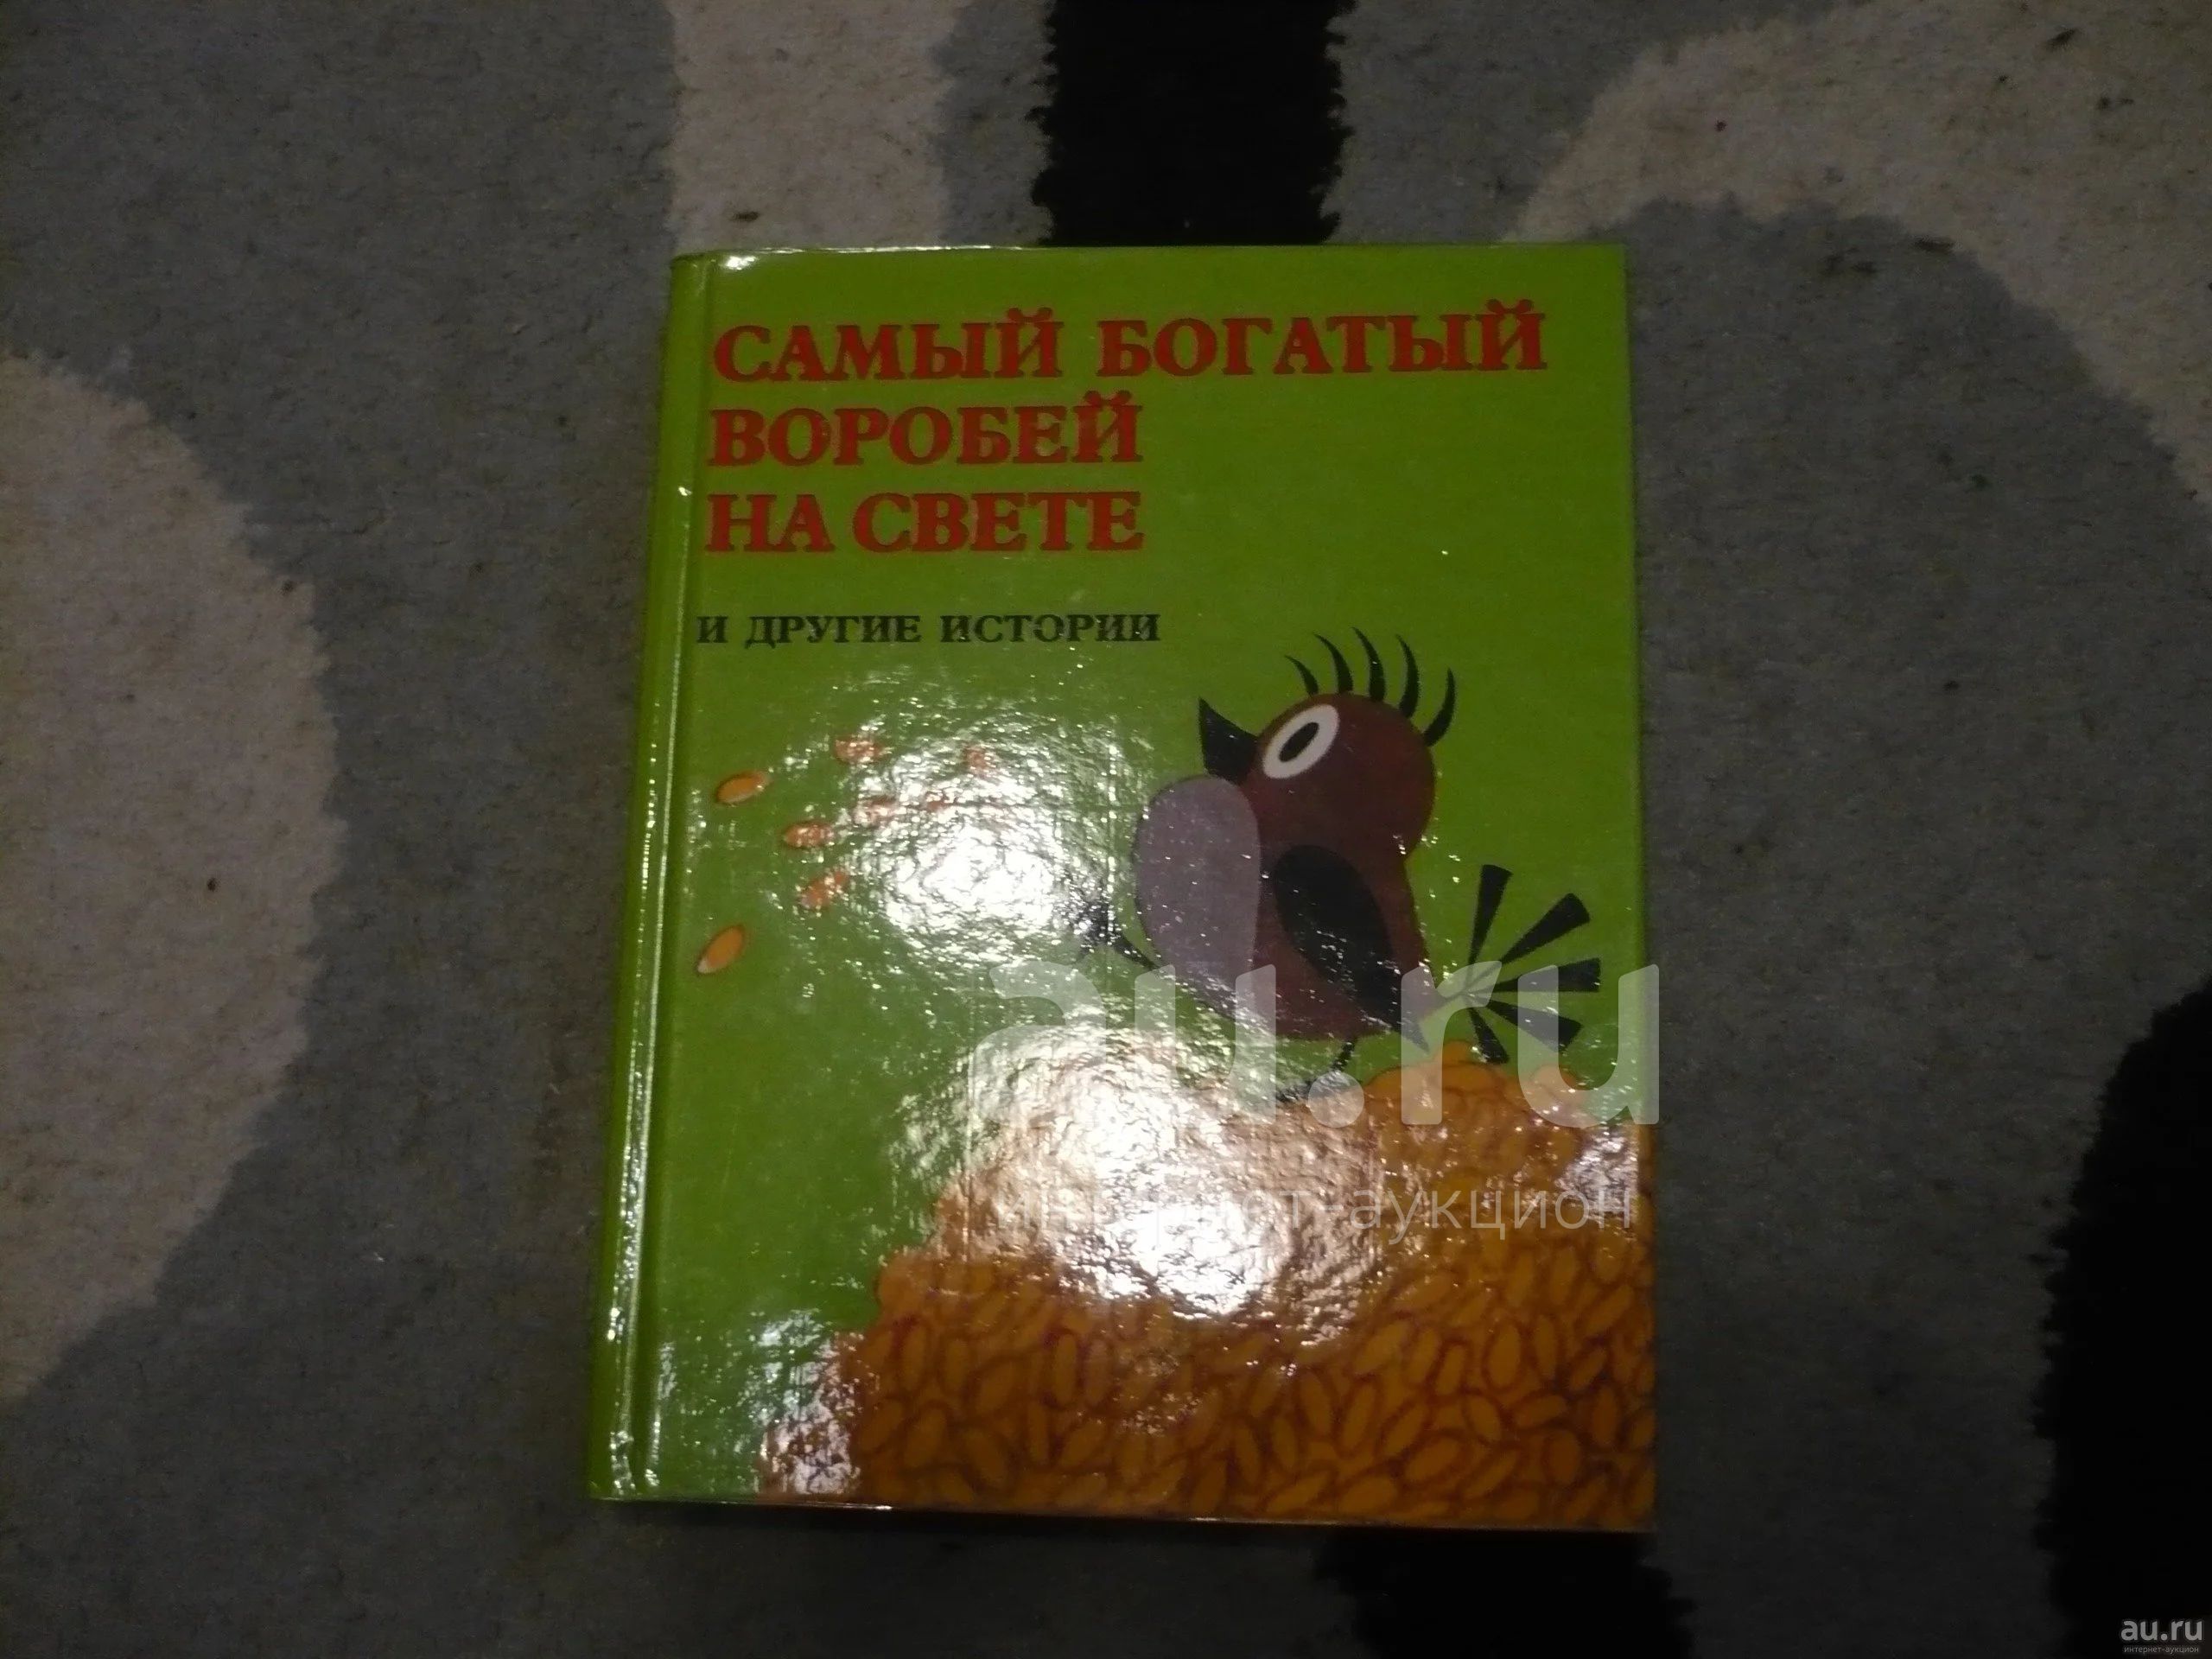 САМЫЙ БОГАТЫЙ
ВОРОБЕЙ
НА СВЕТЕ
И ДРУГИЕ ИСТОРИИ
au.ru
интернет-аукцион
au.ru
интернет-аукцион